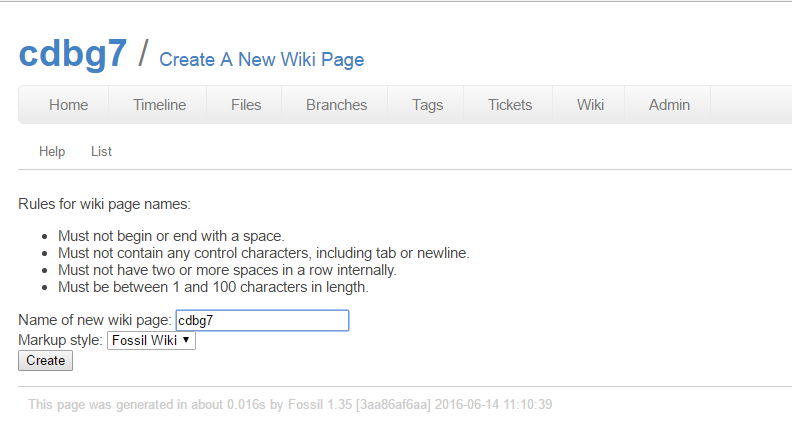 cdbg7 / Create A New Wiki Page
Home Timeline Files Branches Tags Tickets Wiki Admin
Help List
Rules for wiki page names:
• Must not begin or end with a space.
• Must not contain any control characters, including tab or newline.
• Must not have two or more spaces in a row internally.
• Must be between 1 and 100 characters in length.
Name of new wiki page: cdbg7
Markup style: Fossil Wiki ▼
Create
This page was generated in about 0.016s by Fossil 1.35 [3aa86af6aa] 2016-06-14 11:10:39